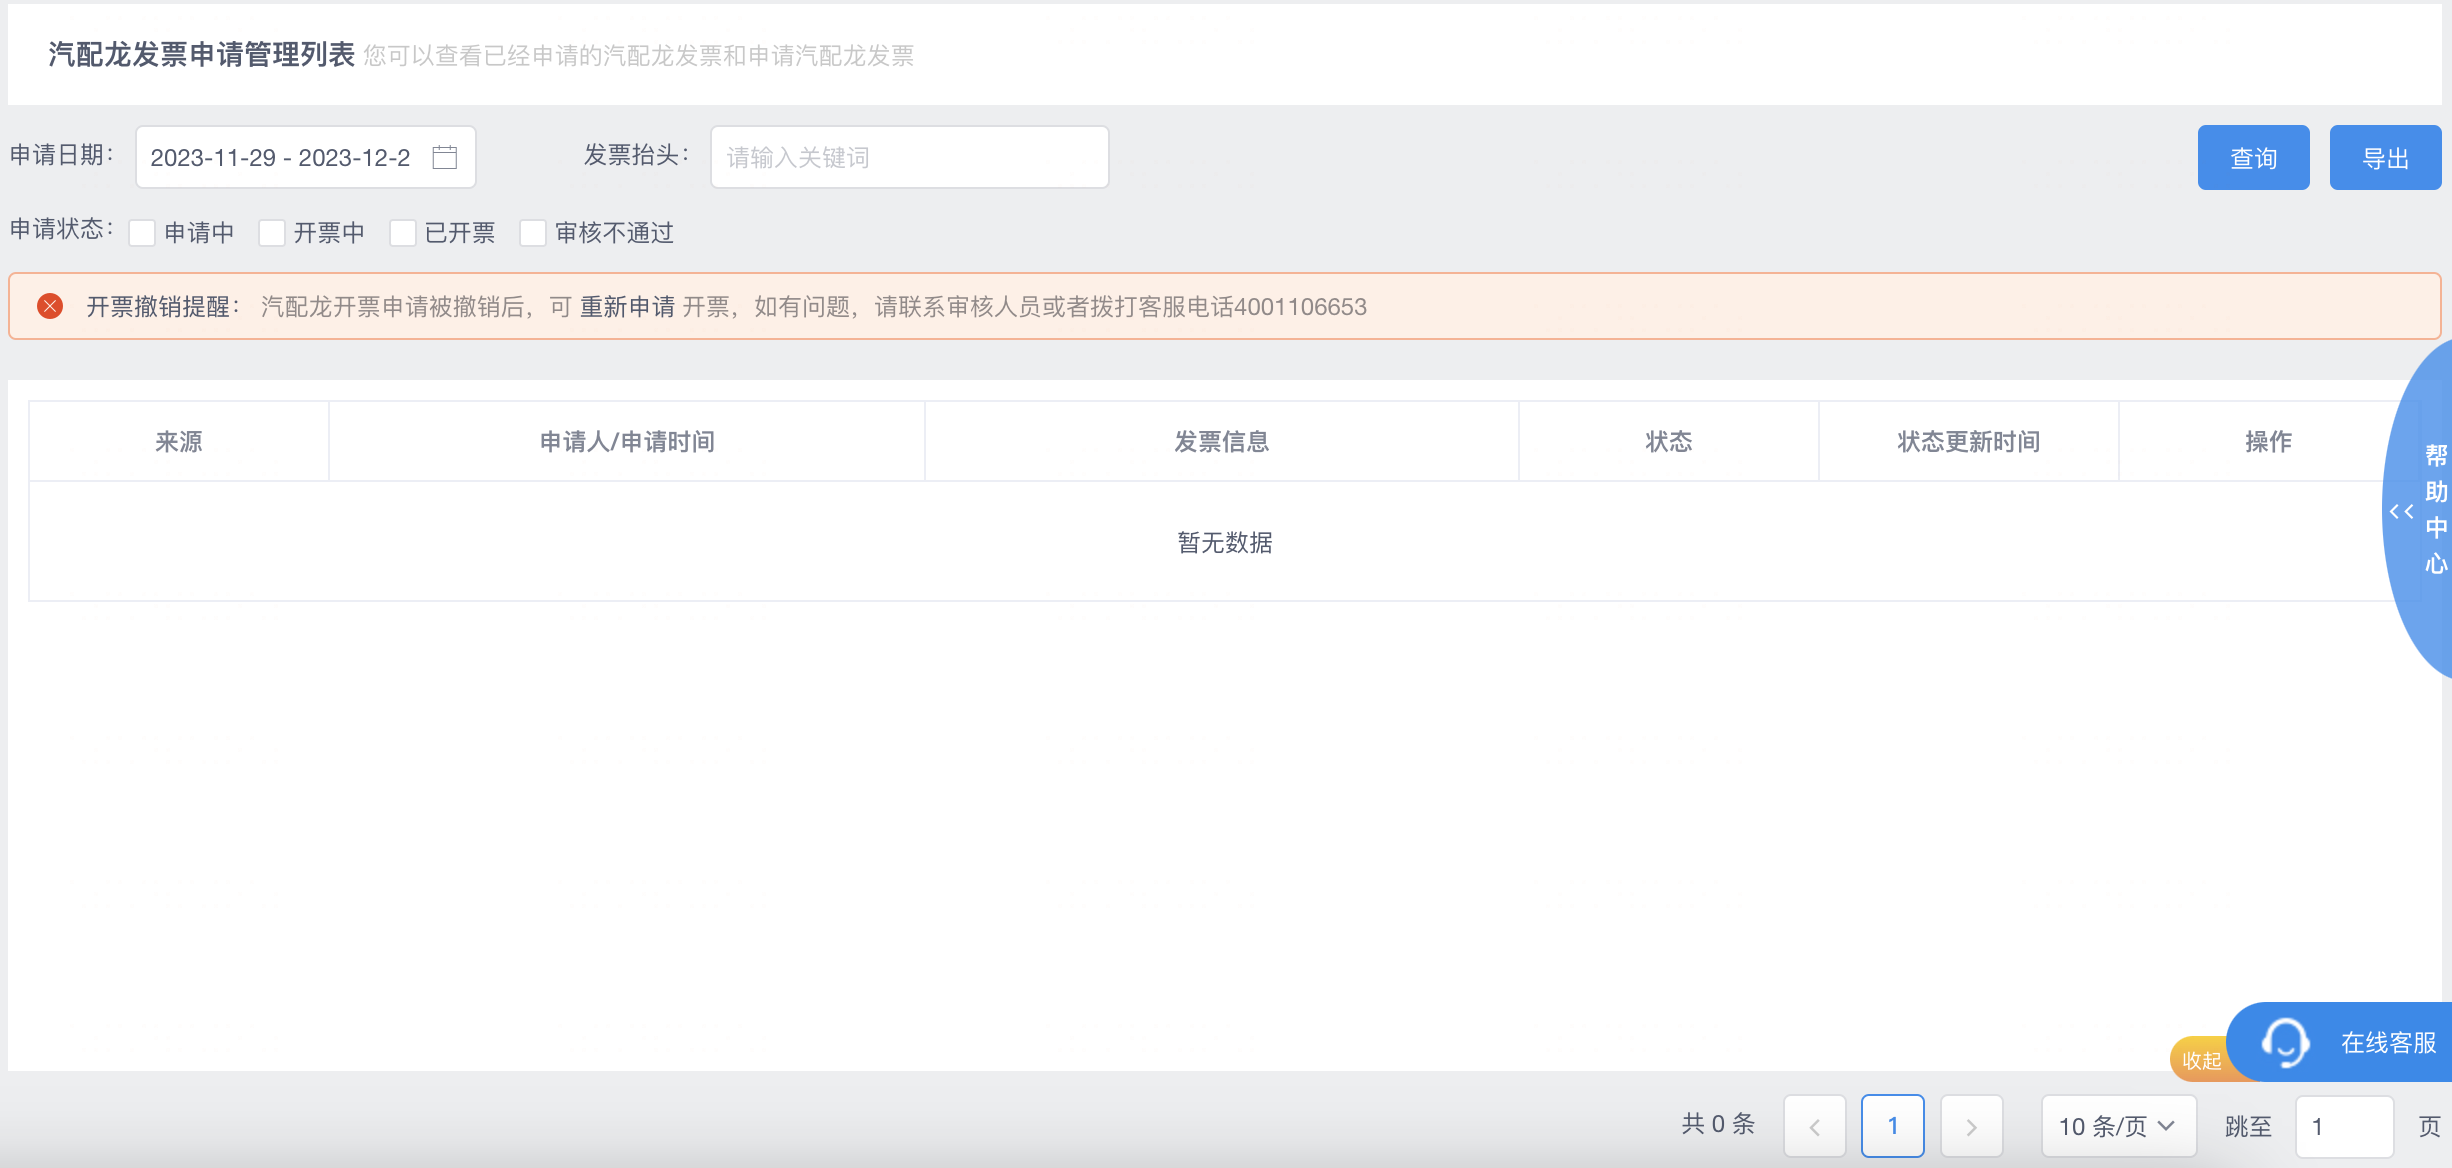 汽配龙发票申请管理列表 您可以查看已经申请的汽配龙发票和申请汽配龙发票
申请日期： 2023-11-29 - 2023-12-2 发票抬头： 请输入关键词 查询 导出
申请状态： 申请中 开票中 已开票 审核不通过
开票撤销提醒： 汽配龙开票申请被撤销后，可 重新申请 开票，如有问题，请联系审核人员或者拨打客服电话4001106653
来源 申请人/申请时间 发票信息 状态 状态更新时间 操作
暂无数据
<< 帮助中心
收起 在线客服
共 0 条 < 1 > 10 条/页 跳至 1 页